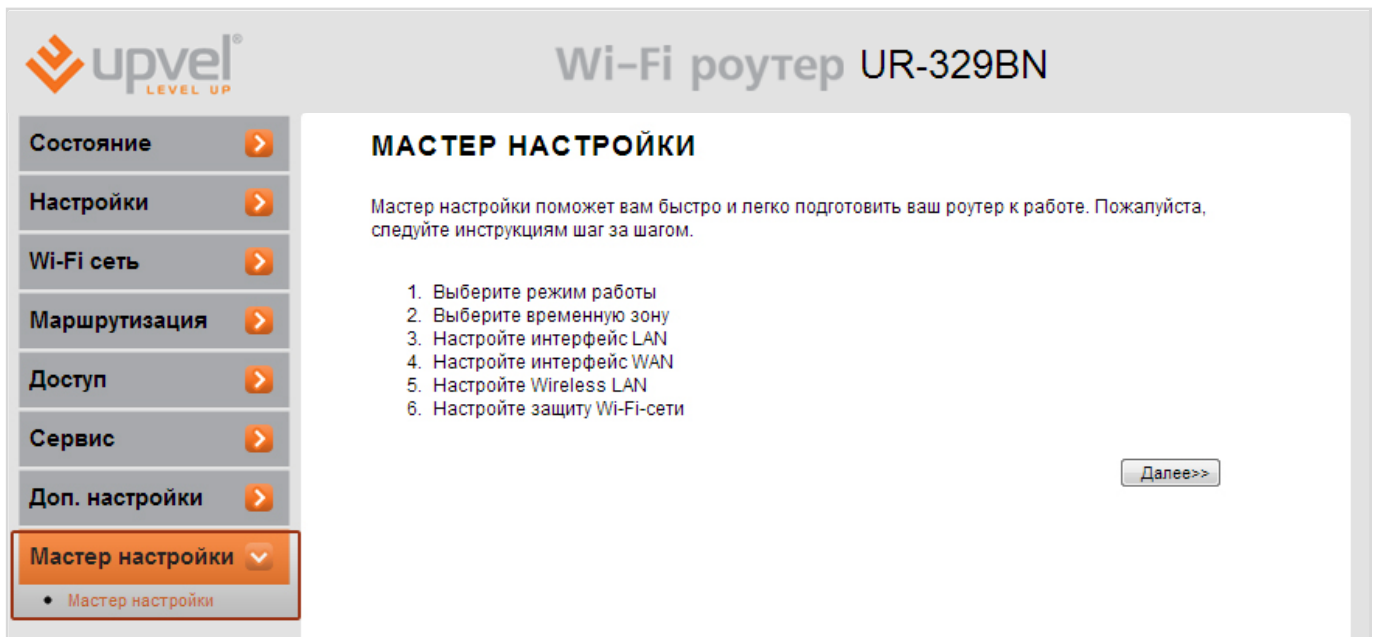 upvel®
LEVEL UP
Wi-Fi роутер UR-329BN
Состояние
Настройки
Wi-Fi сеть
Маршрутизация
Доступ
Сервис
Доп. настройки
Мастер настройки
• Мастер настройки
МАСТЕР НАСТРОЙКИ
Мастер настройки поможет вам быстро и легко подготовить ваш роутер к работе. Пожалуйста,
следуйте инструкциям шаг за шагом.
1. Выберите режим работы
2. Выберите временную зону
3. Настройте интерфейс LAN
4. Настройте интерфейс WAN
5. Настройте Wireless LAN
6. Настройте защиту Wi-Fi-сети
Далее>>